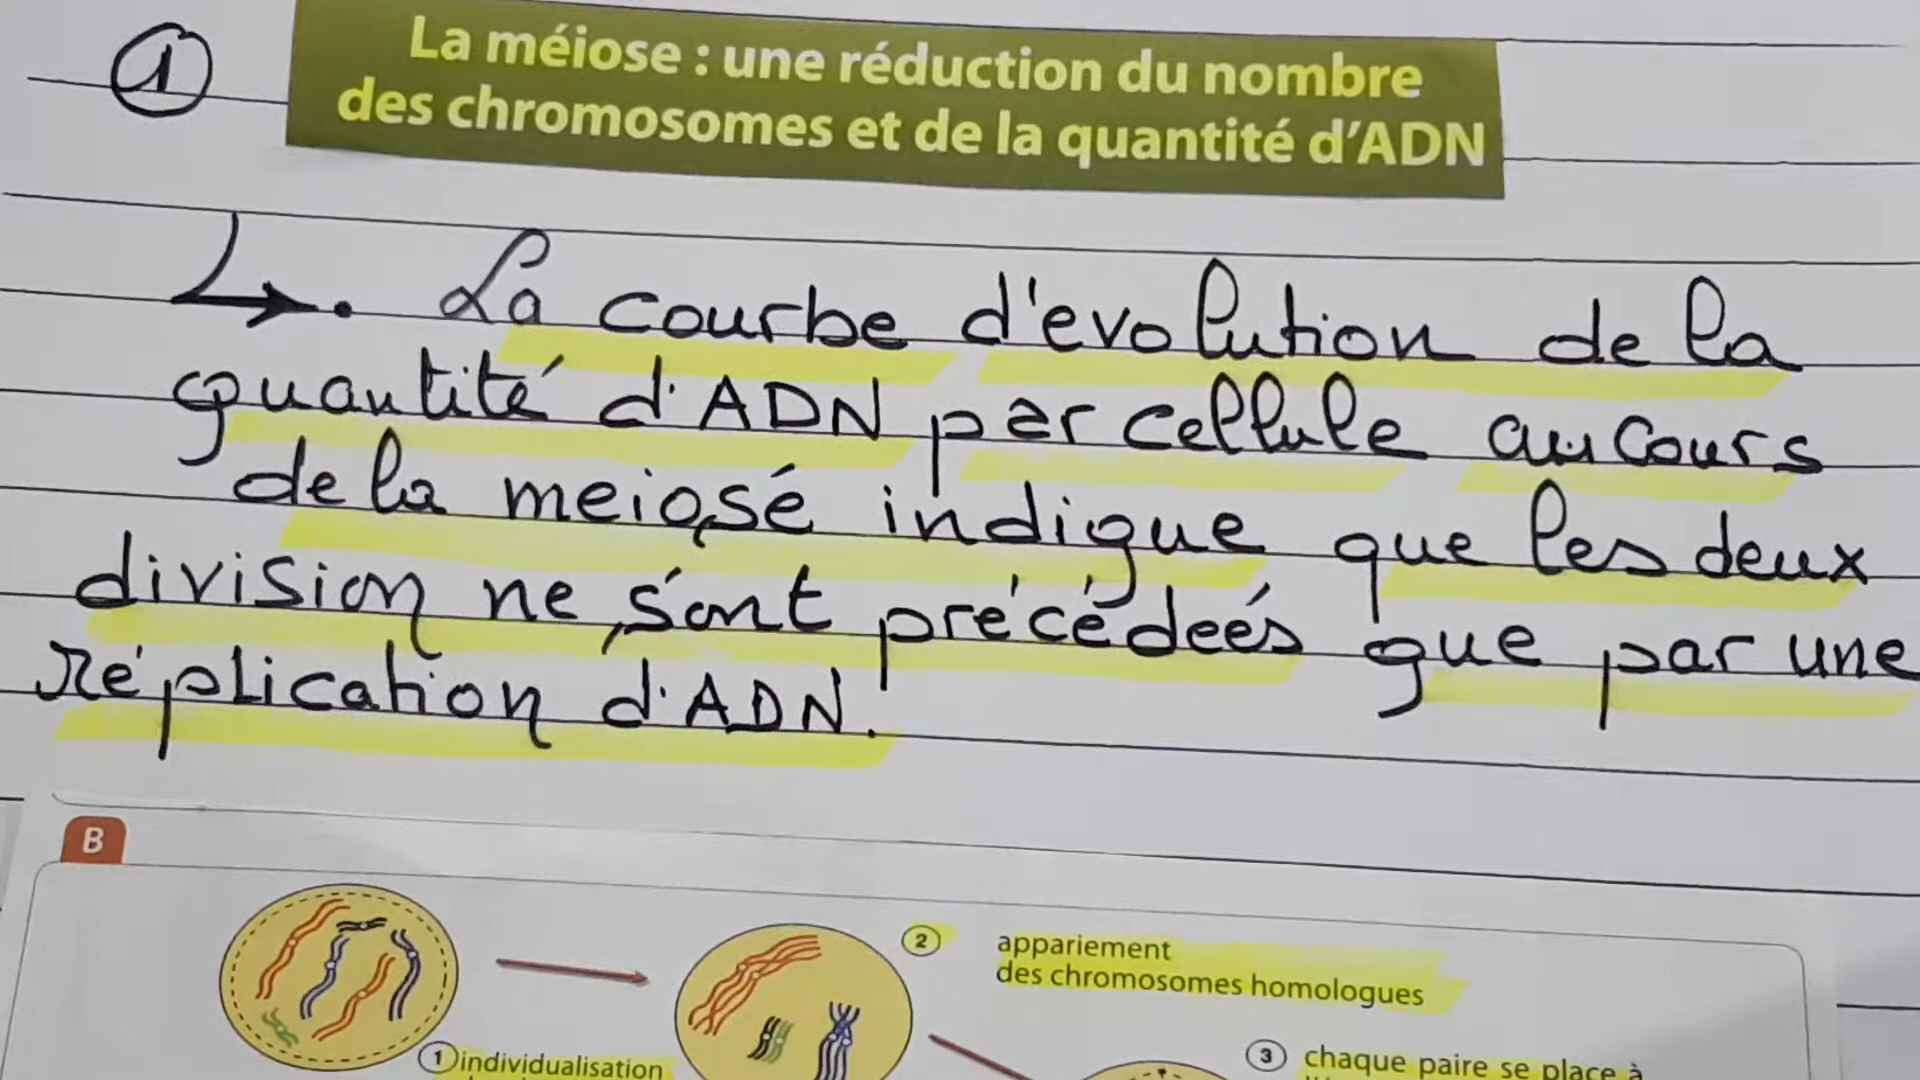 1
La méiose : une réduction du nombre
des chromosomes et de la quantité d'ADN
La courbe d'evolution de la
quantité d'ADN par cellule au cours
de la meiosé indique que les deux
division ne sont précédeés que par une
réplication d'ADN.
B
2 appariement
des chromosomes homologues
1 individualisation
3 chaque paire se place à